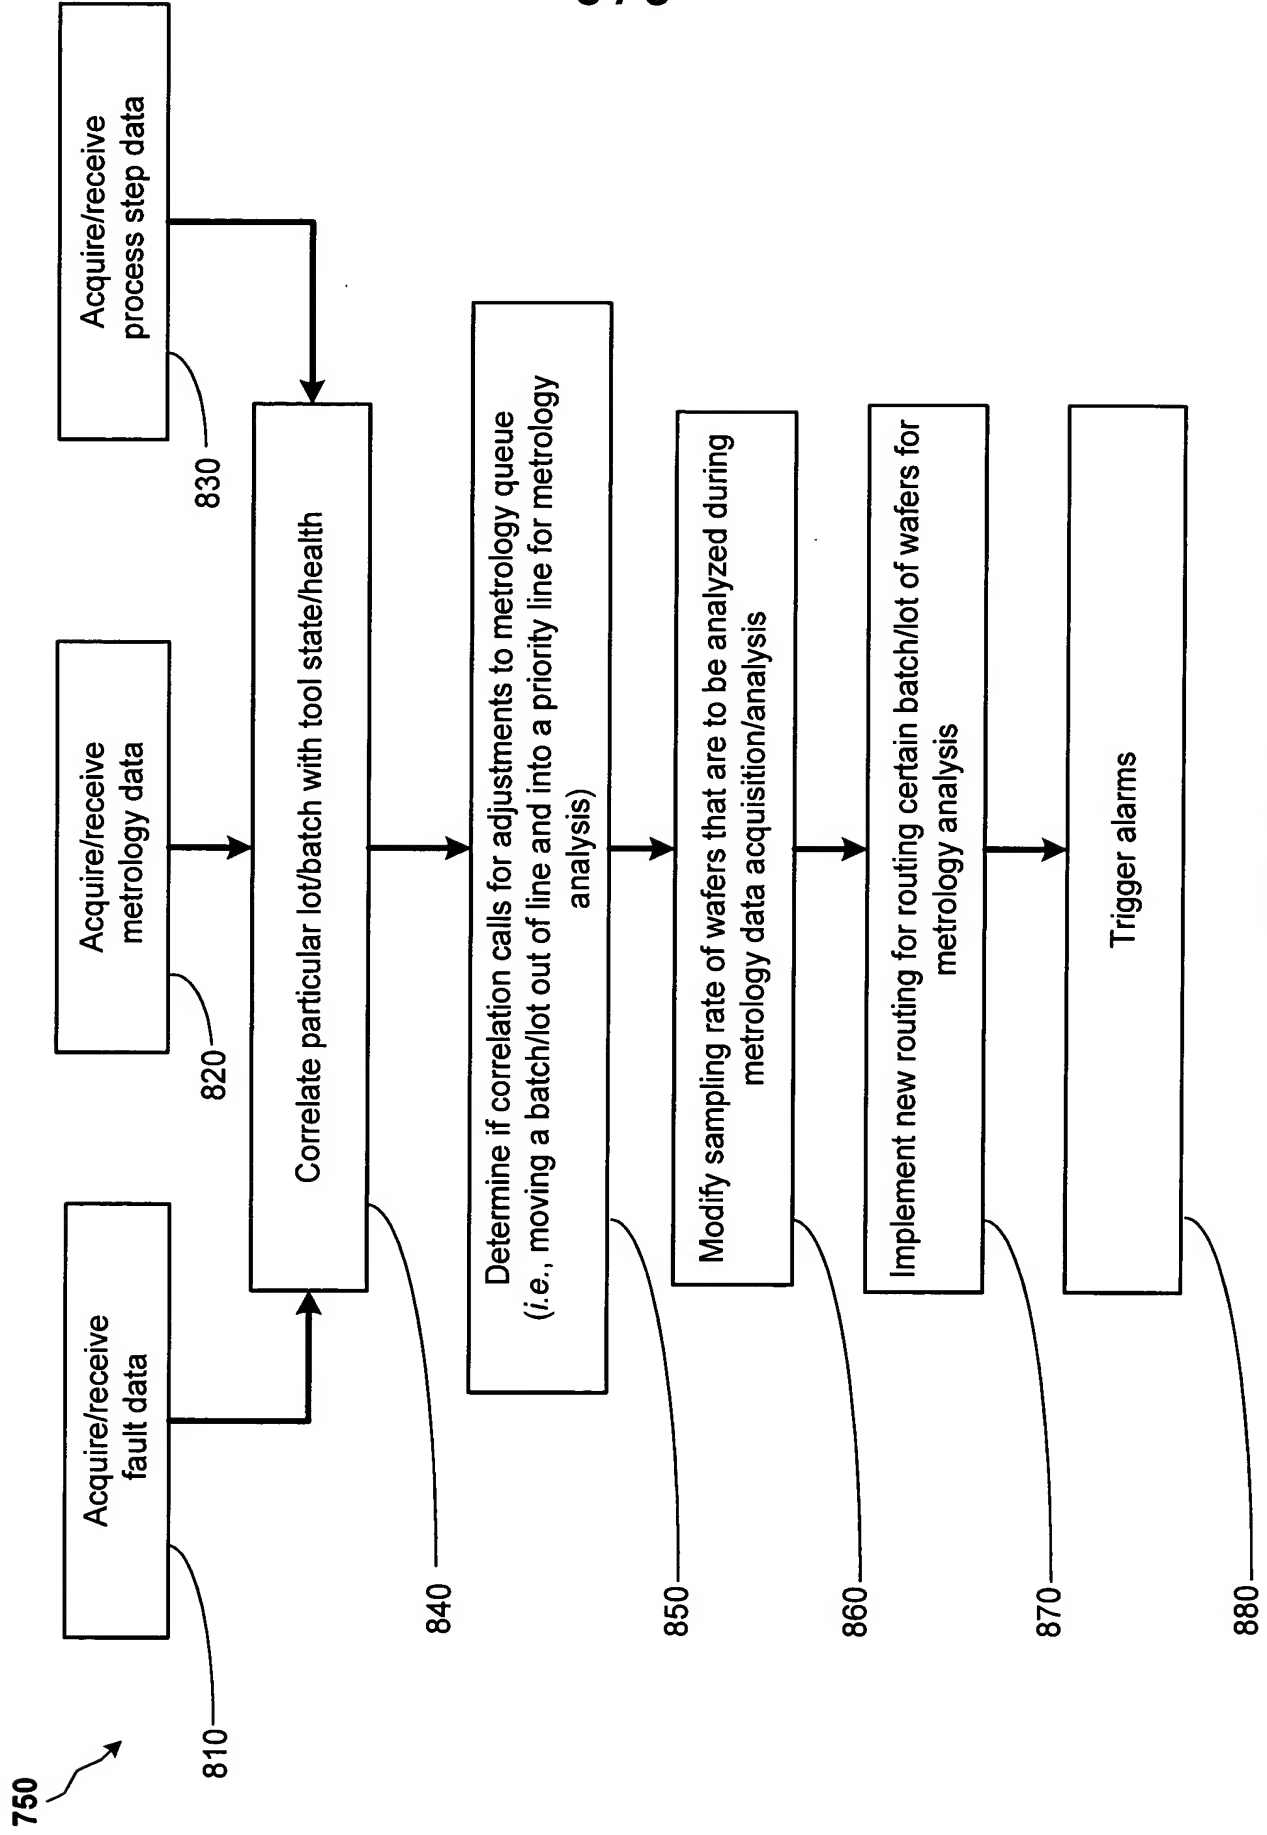 750
Acquire/receive
fault data
810
Acquire/receive
metrology data
820
Acquire/receive
process step data
830
Correlate particular lot/batch with tool state/health
840
Determine if correlation calls for adjustments to metrology queue
(i.e., moving a batch/lot out of line and into a priority line for metrology
analysis)
850
Modify sampling rate of wafers that are to be analyzed during
metrology data acquisition/analysis
860
Implement new routing for routing certain batch/lot of wafers for
metrology analysis
870
Trigger alarms
880